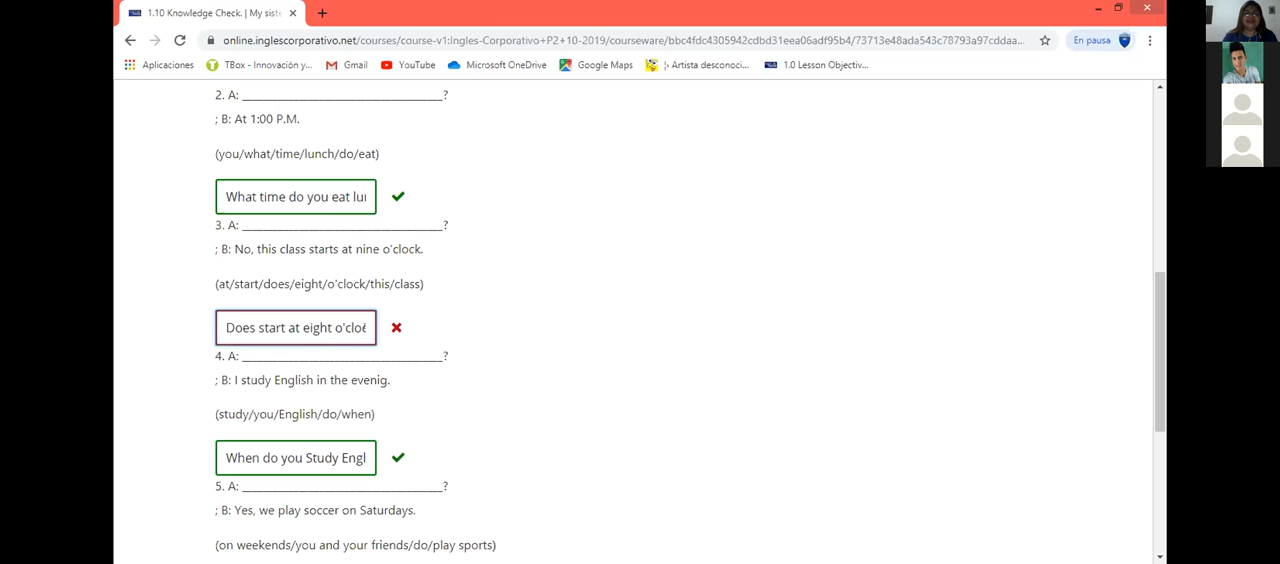 1.10 Knowledge Check. | My siste
online.inglescorporativo.net/courses/course-v1:Ingles-Corporativo+P2+10-2019/courseware/bbc4fdc4305942cdbd31eea06adf95b4/73713e48ada543c78793a97cddaa...
En pausa
Aplicaciones
TBox - Innovación y...
Gmail
YouTube
Microsoft OneDrive
Google Maps
Artista desconoci...
1.0 Lesson Objectiv...
2. A: ________________________________?
; B: At 1:00 P.M.
(you/what/time/lunch/do/eat)
What time do you eat lu
3. A: ________________________________?
; B: No, this class starts at nine o'clock.
(at/start/does/eight/o'clock/this/class)
Does start at eight o'clo
4. A: ________________________________?
; B: I study English in the evenig.
(study/you/English/do/when)
When do you Study Engl
5. A: ________________________________?
; B: Yes, we play soccer on Saturdays.
(on weekends/you and your friends/do/play sports)